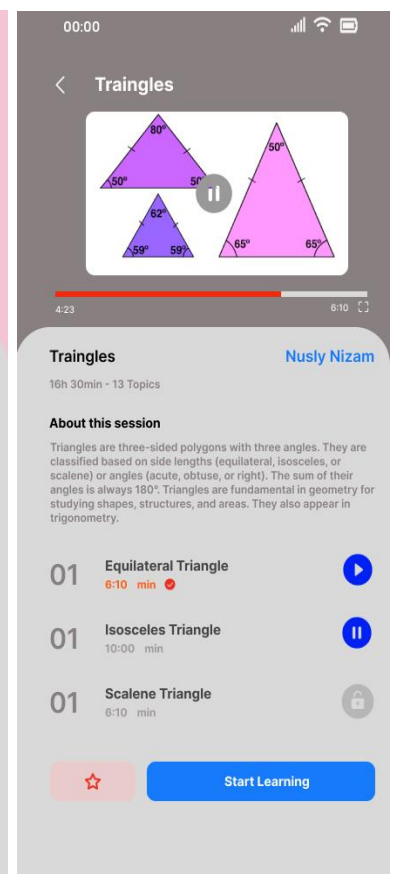 00:00
Traingles
80°
50°
50°
62°
59° 59°
50°
65° 65°
4:23 6:10
Traingles Nusly Nizam
16h 30min - 13 Topics
About this session
Triangles are three-sided polygons with three angles. They are
classified based on side lengths (equilateral, isosceles, or
scalene) or angles (acute, obtuse, or right). The sum of their
angles is always 180°. Triangles are fundamental in geometry for
studying shapes, structures, and areas. They also appear in
trigonometry.
01 Equilateral Triangle
6:10 min
01 Isosceles Triangle
10:00 min
01 Scalene Triangle
6:10 min
Start Learning